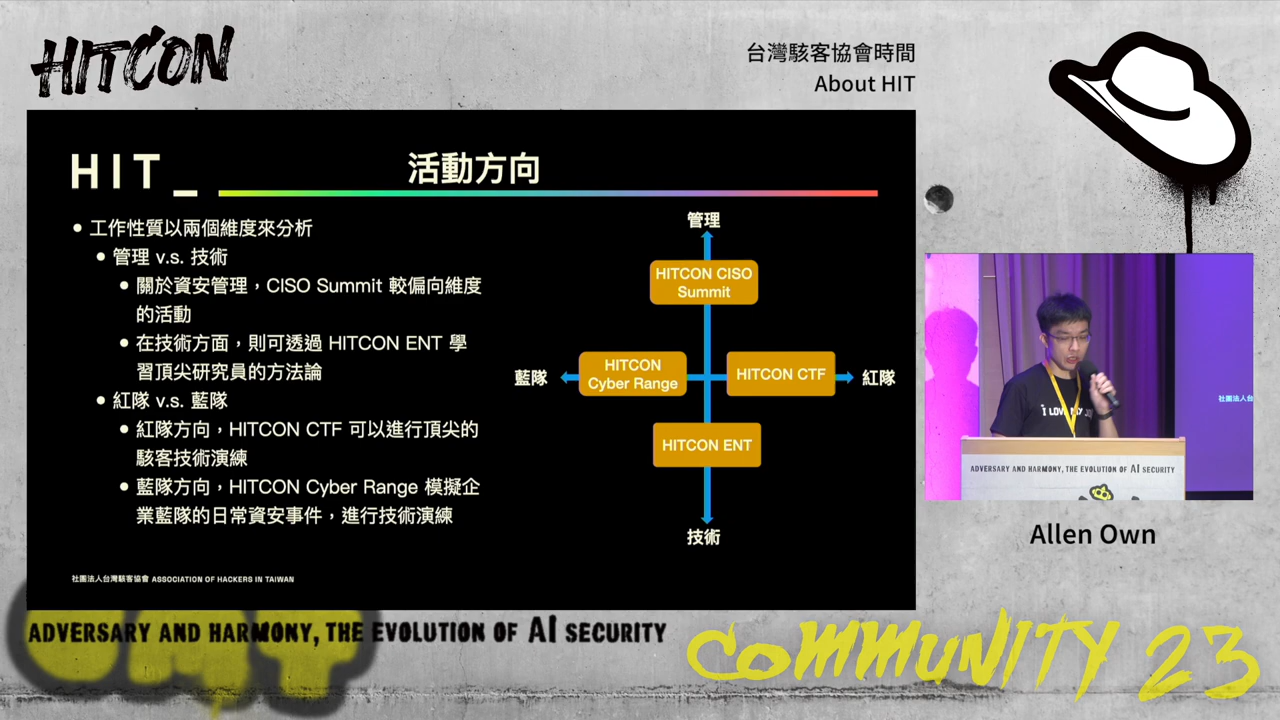 HITCON
台灣駭客協會時間
About HIT
HIT_
活動方向
工作性質以兩個維度來分析
管理 v.s. 技術
關於資安管理，CISO Summit 較偏向維度
的活動
在技術方面，則可透過 HITCON ENT 學
習頂尖研究員的方法論
紅隊 v.s. 藍隊
紅隊方向，HITCON CTF 可以進行頂尖的
駭客技術演練
藍隊方向，HITCON Cyber Range 模擬企
業藍隊的日常資安事件，進行技術演練
管理
HITCON CISO
Summit
藍隊
HITCON
Cyber Range
HITCON CTF
紅隊
HITCON ENT
技術
社團法人台灣駭客協會 ASSOCIATION OF HACKERS IN TAIWAN
社團法人台
I LOVE MY
ADVERSARY AND HARMONY, THE EVOLUTION OF AI SECURITY
Allen Own
ADVERSARY AND HARMONY, THE EVOLUTION OF AI SECURITY
COMMUNITY 23